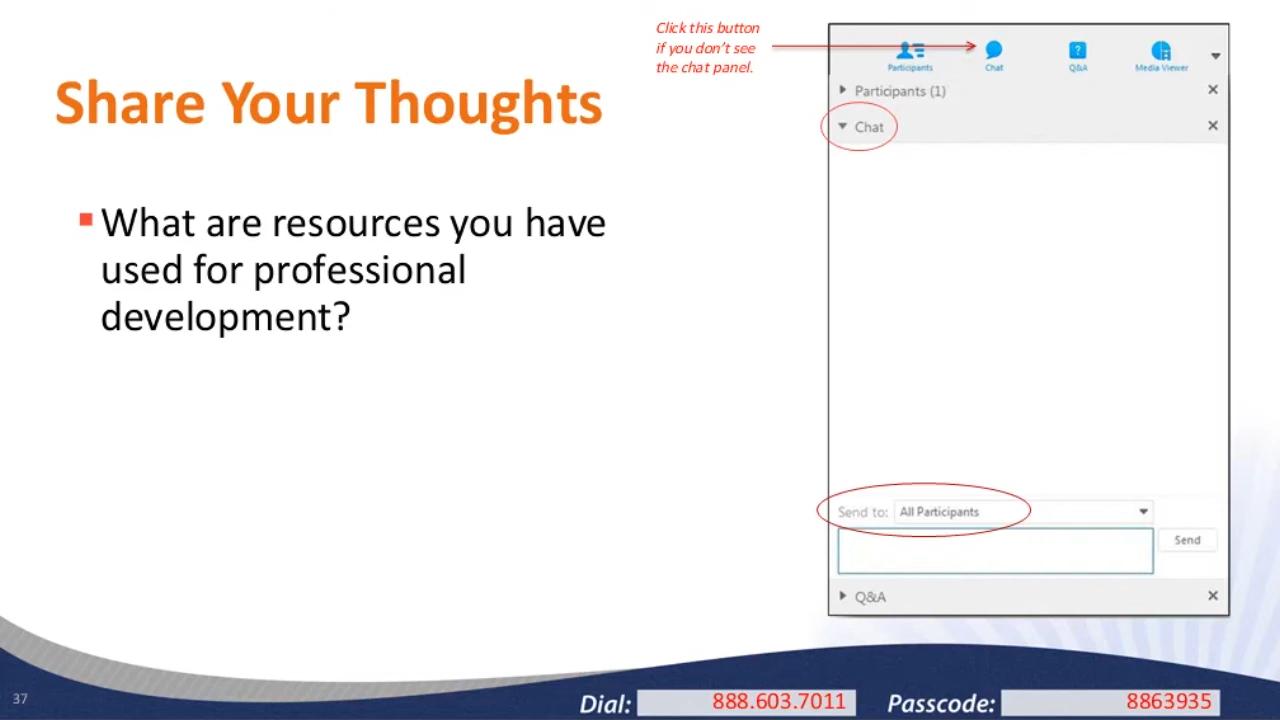 Click this button
if you don't see
the chat panel.
Share Your Thoughts
What are resources you have
used for professional
development?
Participants
Chat
Q&A
Media Viewer
Participants (1)
Chat
Send to: All Participants
Send
Q&A
37
Dial: 888.603.7011 Passcode: 8863935